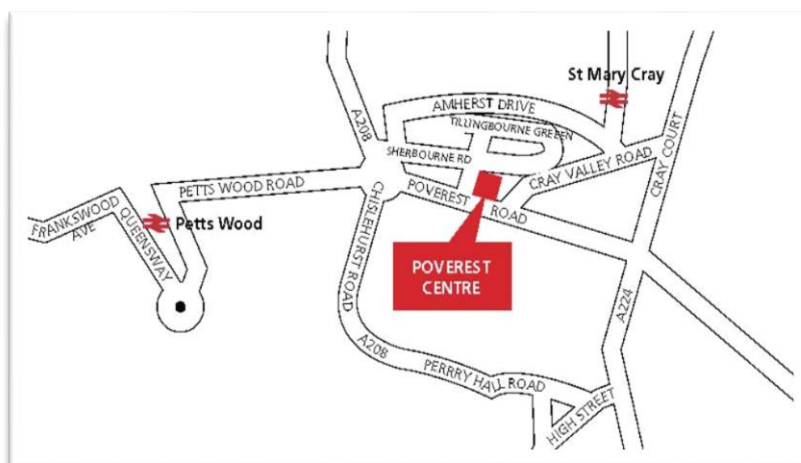 St Mary Cray
A208
AMHERST DRIVE
TILLINGBOURNE GREEEN
SHERBOURNE RD
CRAY VALLEY ROAD
CRAY COURT
PETTS WOOD ROAD
POVEREST ROAD
CHISLEHURST ROAD
FRANKSWOOD
AVE
QUEENSWAY
Petts Wood
POVEREST
CENTRE
A224
A208
PERRRY HALL ROAD
HIGH STREET